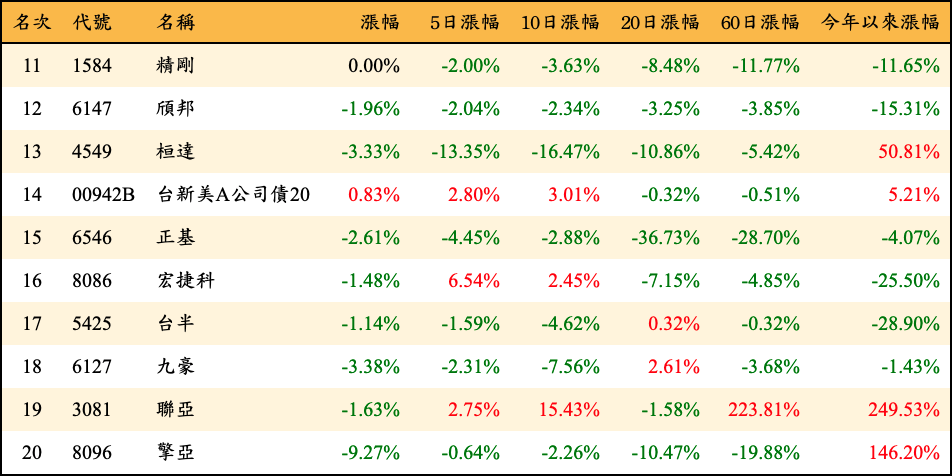 名次 代號 名稱 漲幅 5日漲幅 10日漲幅 20日漲幅 60日漲幅 今年以來漲幅
11 1584 精剛 0.00% -2.00% -3.63% -8.48% -11.77% -11.65%
12 6147 頎邦 -1.96% -2.04% -2.34% -3.25% -3.85% -15.31%
13 4549 桓達 -3.33% -13.35% -16.47% -10.86% -5.42% 50.81%
14 00942B 台新美A公司債20 0.83% 2.80% 3.01% -0.32% -0.51% 5.21%
15 6546 正基 -2.61% -4.45% -2.88% -36.73% -28.70% -4.07%
16 8086 宏捷科 -1.48% 6.54% 2.45% -7.15% -4.85% -25.50%
17 5425 台半 -1.14% -1.59% -4.62% 0.32% -0.32% -28.90%
18 6127 九豪 -3.38% -2.31% -7.56% 2.61% -3.68% -1.43%
19 3081 聯亞 -1.63% 2.75% 15.43% -1.58% 223.81% 249.53%
20 8096 擎亞 -9.27% -0.64% -2.26% -10.47% -19.88% 146.20%